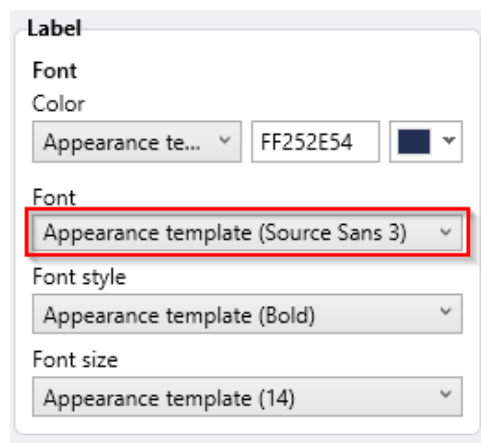 Label
Font
Color
Appearance te... FF252E54
Font
Appearance template (Source Sans 3)
Font style
Appearance template (Bold)
Font size
Appearance template (14)